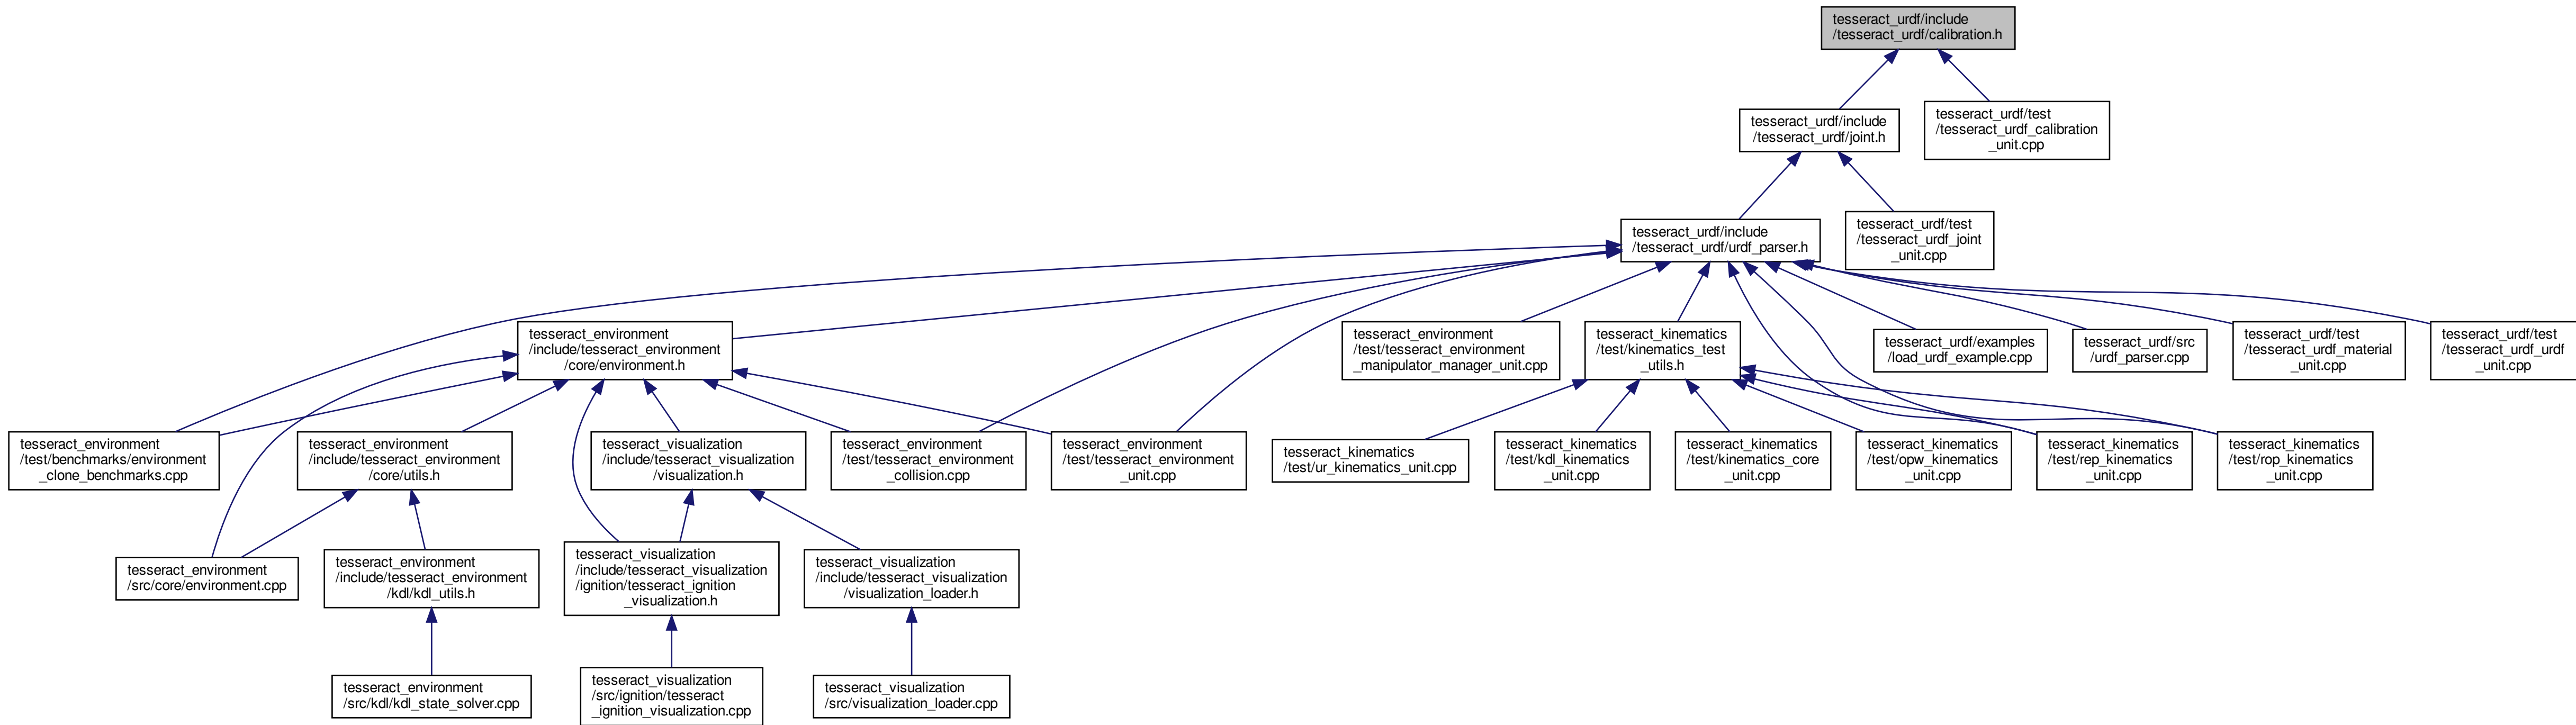 tesseract_urdf/include
/tesseract_urdf/calibration.h
tesseract_urdf/include
/tesseract_urdf/joint.h
tesseract_urdf/test
/tesseract_urdf_calibration
_unit.cpp
tesseract_urdf/include
/tesseract_urdf/urdf_parser.h
tesseract_urdf/test
/tesseract_urdf_joint
_unit.cpp
tesseract_environment
/include/tesseract_environment
/core/environment.h
tesseract_environment
/test/tesseract_environment
_manipulator_manager_unit.cpp
tesseract_kinematics
/test/kinematics_test
_utils.h
tesseract_urdf/examples
/load_urdf_example.cpp
tesseract_urdf/src
/urdf_parser.cpp
tesseract_urdf/test
/tesseract_urdf_material
_unit.cpp
tesseract_urdf/test
/tesseract_urdf_urdf
_unit.cpp
tesseract_environment
/test/benchmarks/environment
_clone_benchmarks.cpp
tesseract_environment
/include/tesseract_environment
/core/utils.h
tesseract_visualization
/include/tesseract_visualization
/visualization.h
tesseract_environment
/test/tesseract_environment
_collision.cpp
tesseract_environment
/test/tesseract_environment
_unit.cpp
tesseract_kinematics
/test/ur_kinematics_unit.cpp
tesseract_kinematics
/test/kdl_kinematics
_unit.cpp
tesseract_kinematics
/test/kinematics_core
_unit.cpp
tesseract_kinematics
/test/opw_kinematics
_unit.cpp
tesseract_kinematics
/test/rep_kinematics
_unit.cpp
tesseract_kinematics
/test/rop_kinematics
_unit.cpp
tesseract_environment
/src/core/environment.cpp
tesseract_environment
/include/tesseract_environment
/kdl/kdl_utils.h
tesseract_visualization
/include/tesseract_visualization
/ignition/tesseract_ignition
_visualization.h
tesseract_visualization
/include/tesseract_visualization
/visualization_loader.h
tesseract_environment
/src/kdl/kdl_state_solver.cpp
tesseract_visualization
/src/ignition/tesseract
_ignition_visualization.cpp
tesseract_visualization
/src/visualization_loader.cpp